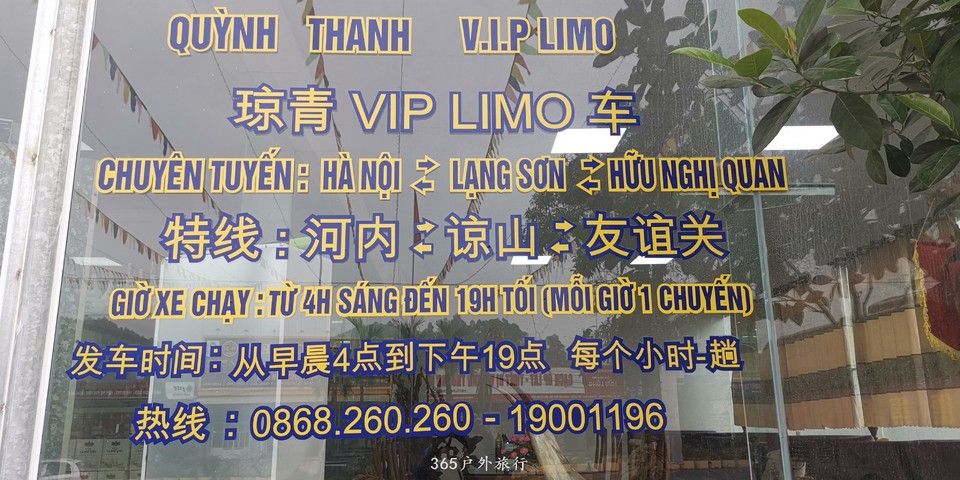 QUỲNH THANH V.I.P LIMO
琼青 VIP LIMO 车
CHUYÊN TUYẾN : HÀ NỘI ⇄ LẠNG SƠN ⇄ HỮU NGHỊ QUAN
特线 : 河内 ⇄ 谅山 ⇄ 友谊关
GIỜ XE CHẠY : TỪ 4H SÁNG ĐẾN 19H TỐI (MỖI GIỜ 1 CHUYẾN)
发车时间 : 从早晨4点到下午19点 每个小时-趟
热线 : 0868.260.260 - 19001196
365户外旅行